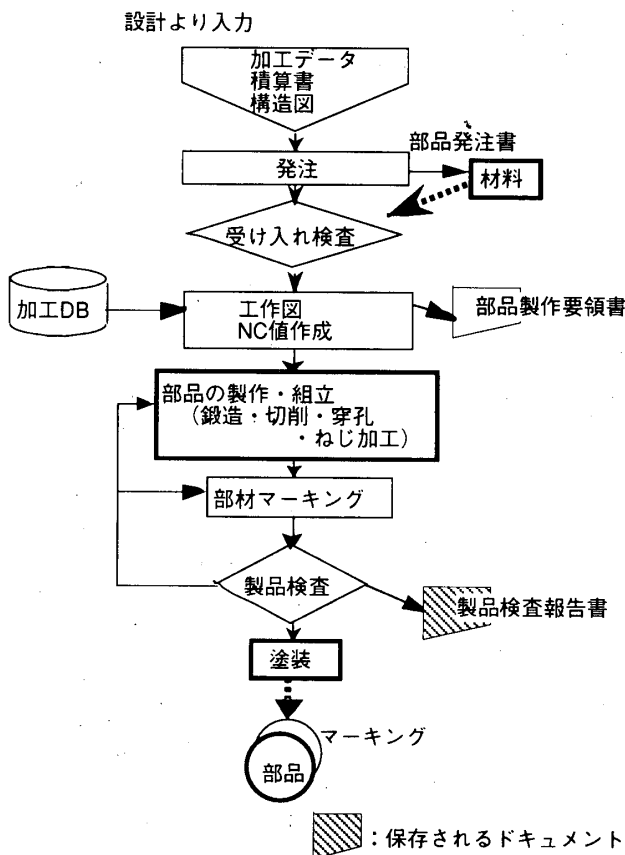 設計より入力
加工データ
積算書
構造図
部品発注書
発注
材料
受け入れ検査
加工DB
工作図
NC値作成
部品製作要領書
部品の製作・組立
（鍛造・切削・穿孔
・ねじ加工）
部材マーキング
製品検査
製品検査報告書
塗装
マーキング
部品
：保存されるドキュメント